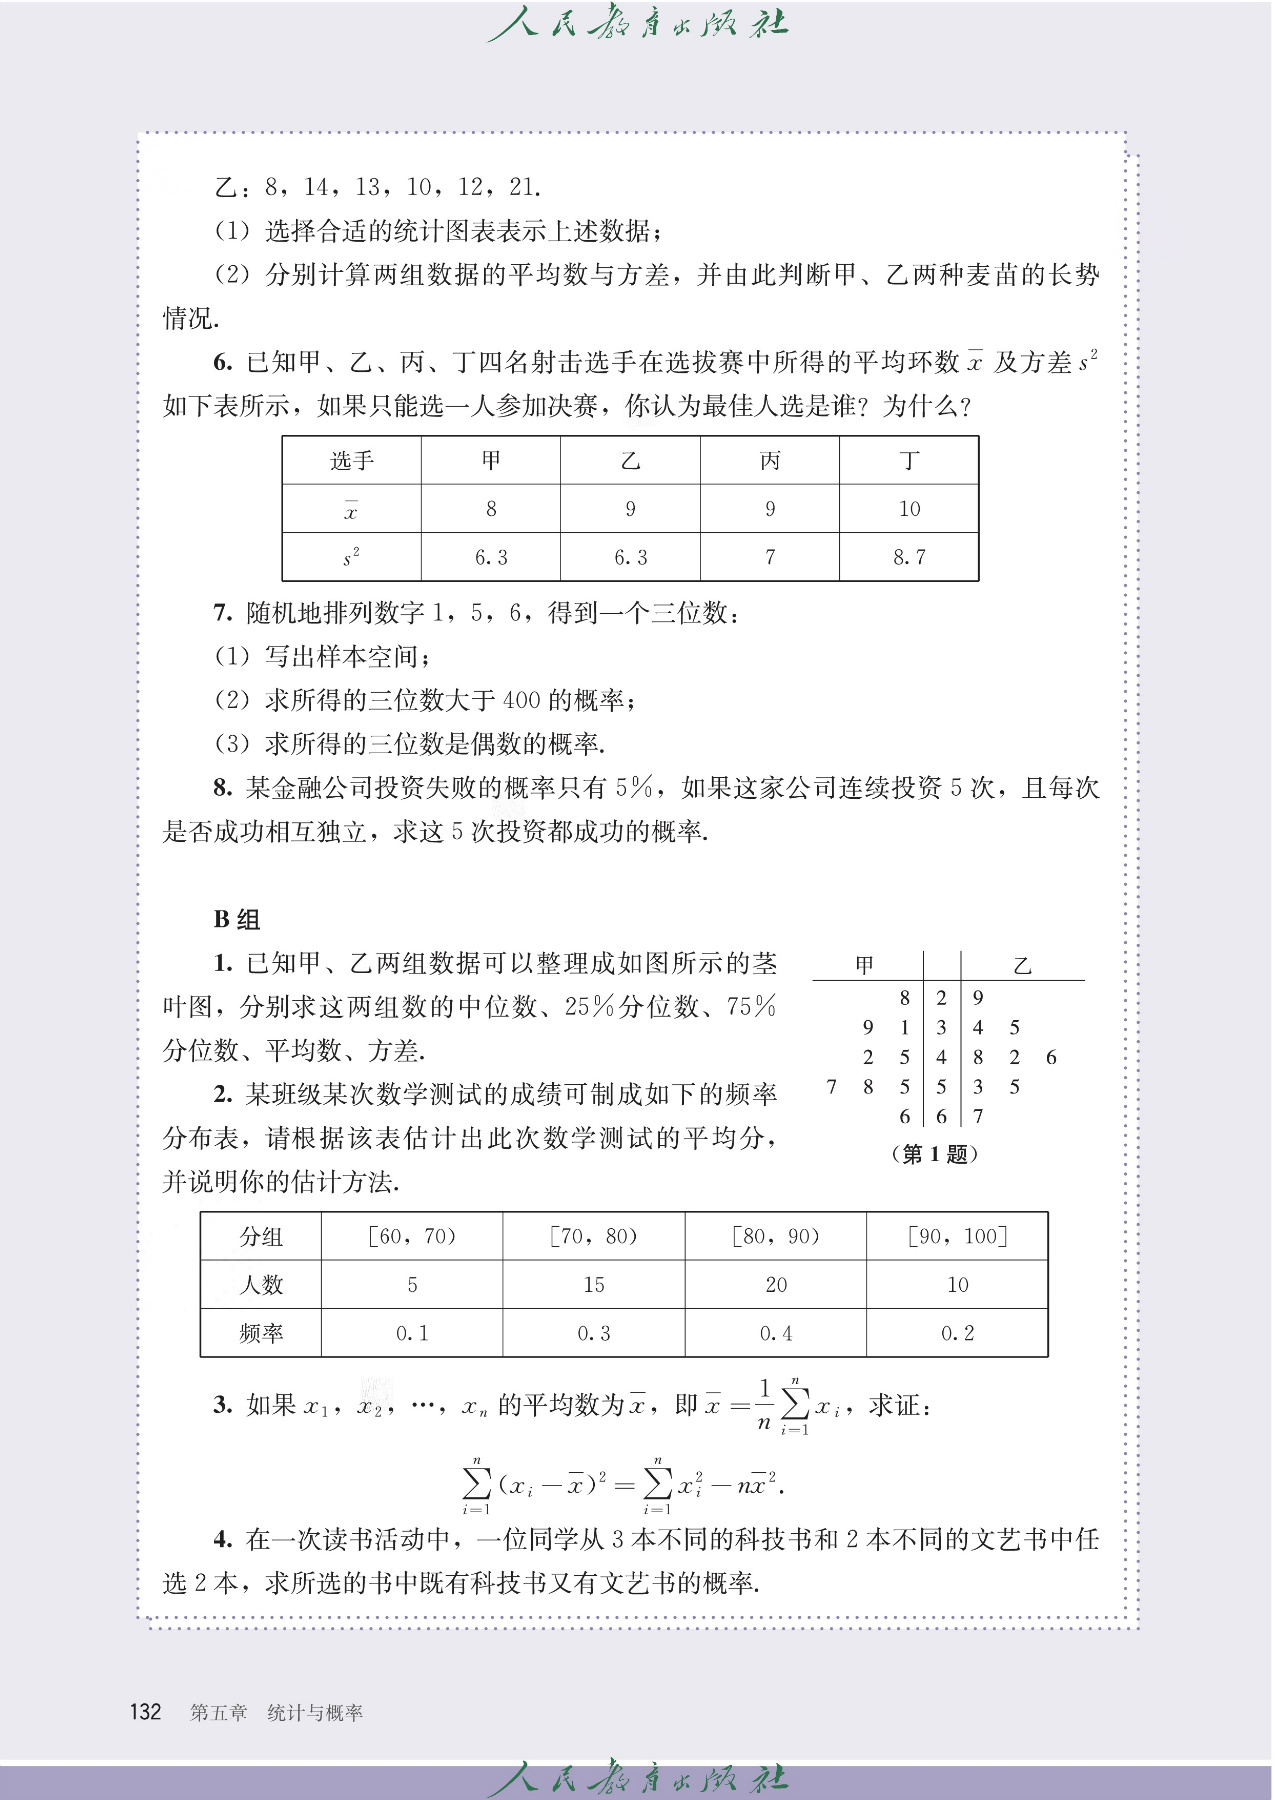 人民教育出版社
乙：8，14，13，10，12，21.
（1）选择合适的统计图表表示上述数据；
（2）分别计算两组数据的平均数与方差，并由此判断甲、乙两种麦苗的长势
情况.
6. 已知甲、乙、丙、丁四名射击选手在选拔赛中所得的平均环数 x̄ 及方差 s²
如下表所示，如果只能选一人参加决赛，你认为最佳人选是谁？为什么？
选手 甲 乙 丙 丁
x̄ 8 9 9 10
s² 6.3 6.3 7 8.7
7. 随机地排列数字 1，5，6，得到一个三位数：
（1）写出样本空间；
（2）求所得的三位数大于 400 的概率；
（3）求所得的三位数是偶数的概率.
8. 某金融公司投资失败的概率只有 5%，如果这家公司连续投资 5 次，且每次
是否成功相互独立，求这 5 次投资都成功的概率.
B 组
1. 已知甲、乙两组数据可以整理成如图所示的茎
叶图，分别求这两组数的中位数、25%分位数、75%
分位数、平均数、方差.
甲 乙
8 2 9
9 1 3 4 5
2 5 4 8 2 6
7 8 5 5 3 5
6 6 7
（第 1 题）
2. 某班级某次数学测试的成绩可制成如下的频率
分布表，请根据该表估计出此次数学测试的平均分，
并说明你的估计方法.
分组 [60，70) [70，80) [80，90) [90，100]
人数 5 15 20 10
频率 0.1 0.3 0.4 0.2
3. 如果 x₁，x₂，…，xₙ 的平均数为 x̄，即 x̄ = 1/n ∑_{i=1}^{n} xᵢ，求证：
∑_{i=1}^{n} (xᵢ − x̄)² = ∑_{i=1}^{n} xᵢ² − nx̄².
4. 在一次读书活动中，一位同学从 3 本不同的科技书和 2 本不同的文艺书中任
选 2 本，求所选的书中既有科技书又有文艺书的概率.
132 第五章 统计与概率
人民教育出版社